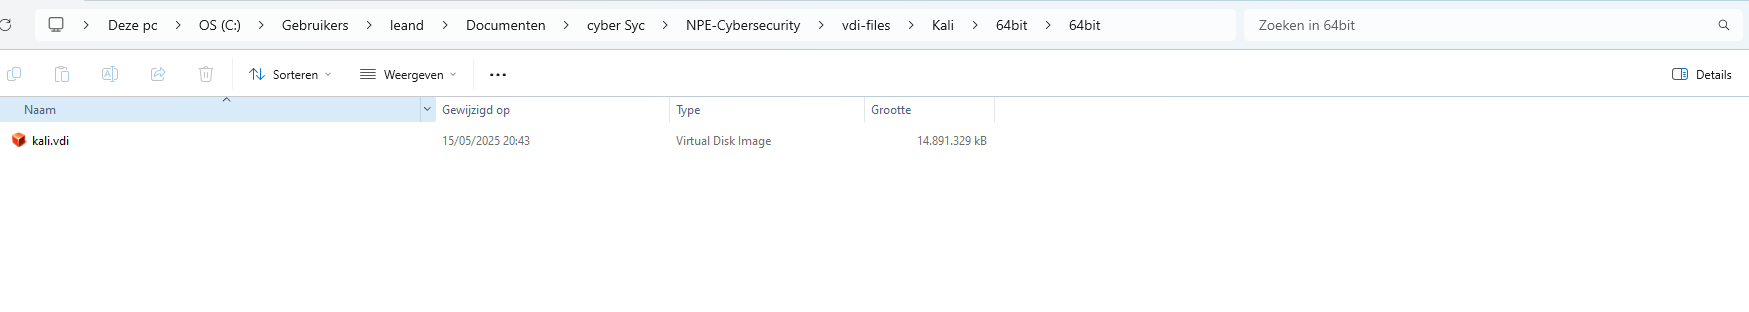 Deze pc > OS (C:) > Gebruikers > leand > Documenten > cyber Syc > NPE-Cybersecurity > vdi-files > Kali > 64bit > 64bit
Zoeken in 64bit
Sorteren Weergeven ... Details
Naam Gewijzigd op Type Grootte
kali.vdi 15/05/2025 20:43 Virtual Disk Image 14.891.329 kB